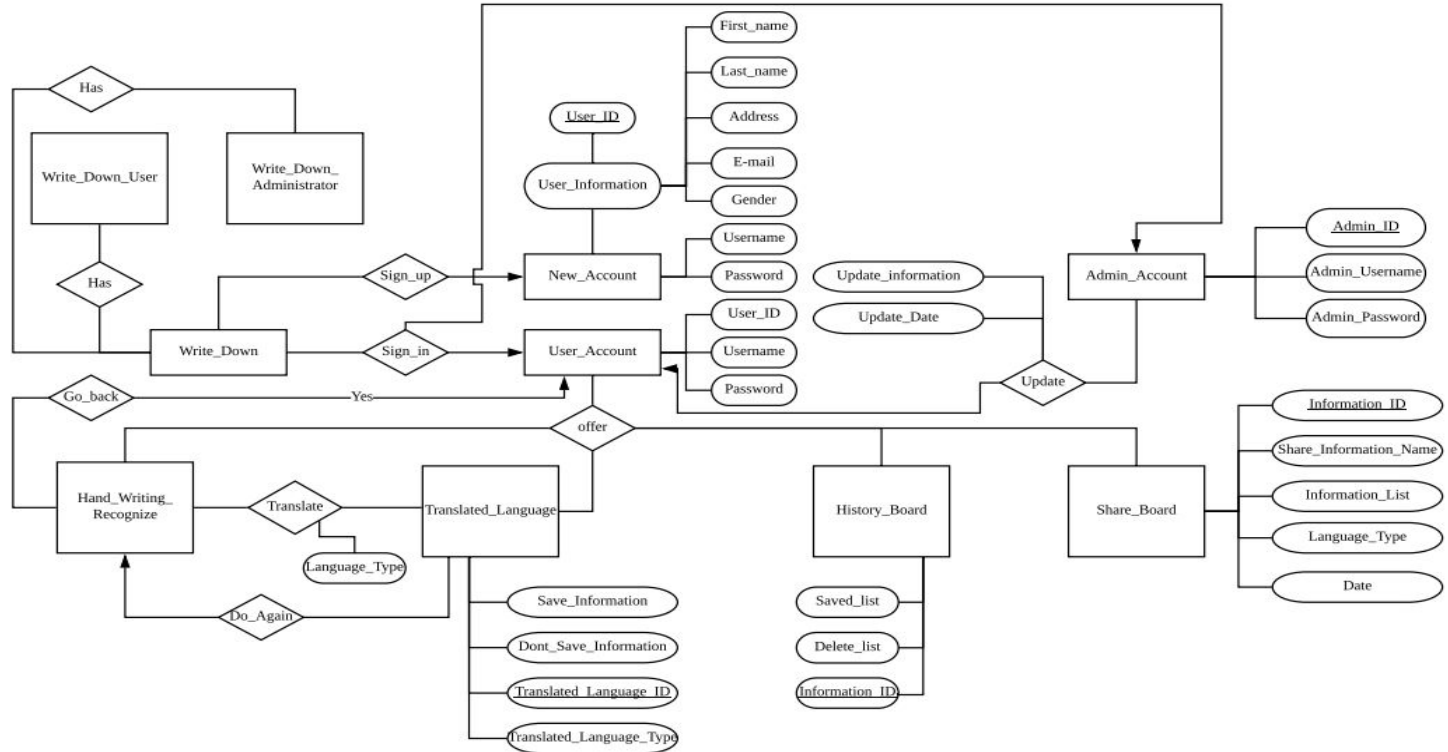 First_name
Last_name
Has
Address
User_ID
Write_Down_User
Write_Down_
Administrator
E-mail
User_Information
Gender
Admin_ID
Username
Sign_up
New_Account
Password
Update_information
Admin_Account
Admin_Username
Has
User_ID
Update_Date
Admin_Password
Write_Down
Sign_in
User_Account
Username
Password
Update
Go_back
Yes
Information_ID
offer
Share_Information_Name
Hand_Writing_
Recognize
Translate
Translated_Language
History_Board
Share_Board
Information_List
Language_Type
Language_Type
Date
Save_Information
Saved_list
Do_Again
Dont_Save_Information
Delete_list
Translated_Language_ID
Information_ID
Translated_Language_Type